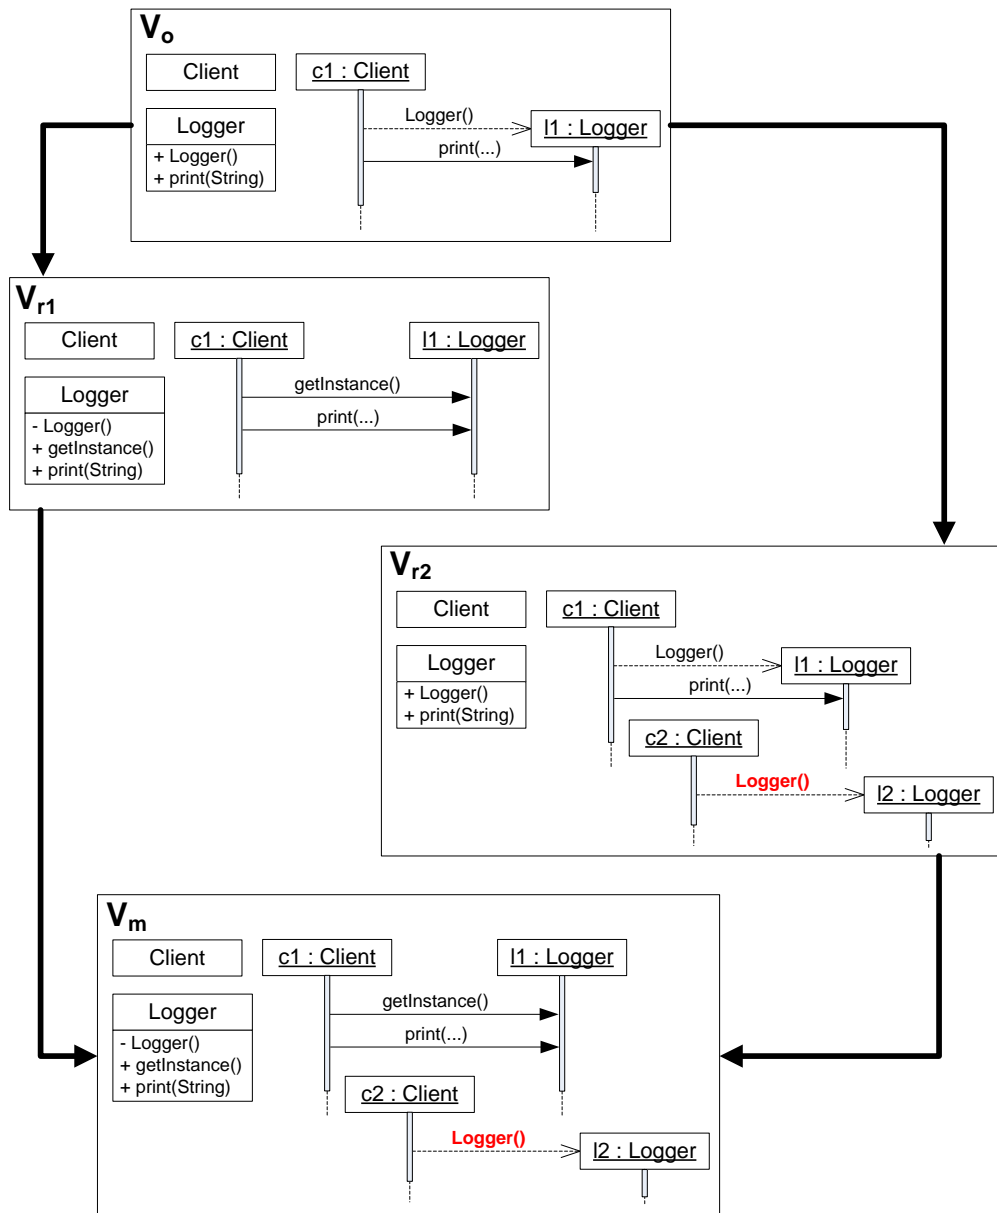 Vo
Client
c1 : Client
Logger
+ Logger()
+ print(String)
Logger()
l1 : Logger
print(...)
Vr1
Client
c1 : Client
l1 : Logger
Logger
- Logger()
+ getInstance()
+ print(String)
getInstance()
print(...)
Vr2
Client
c1 : Client
Logger
+ Logger()
+ print(String)
Logger()
l1 : Logger
print(...)
c2 : Client
Logger()
l2 : Logger
Vm
Client
c1 : Client
l1 : Logger
Logger
- Logger()
+ getInstance()
+ print(String)
getInstance()
print(...)
c2 : Client
Logger()
l2 : Logger